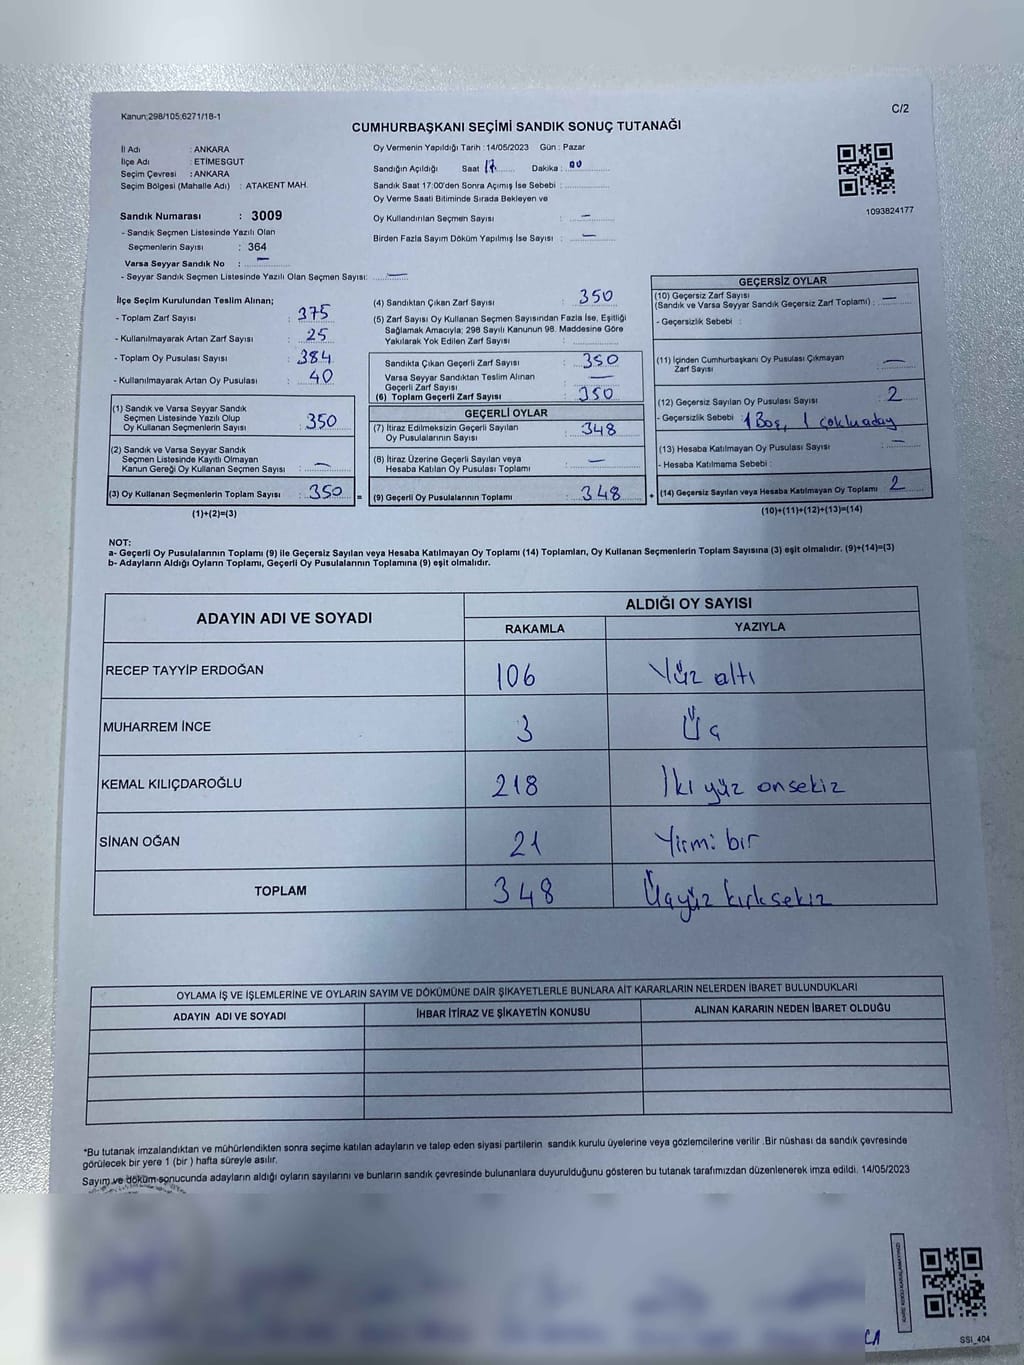 Kanun;298/105;6271/18-1
C/2
CUMHURBAŞKANI SEÇİMİ SANDIK SONUÇ TUTANAĞI
İl Adı : ANKARA
İlçe Adı : ETİMESGUT
Seçim Çevresi : ANKARA
Seçim Bölgesi (Mahalle Adı) : ATAKENT MAH.
Sandık Numarası : 3009
- Sandık Seçmen Listesinde Yazılı Olan
Seçmenlerin Sayısı : 364
Varsa Seyyar Sandık No : —
- Seyyar Sandık Seçmen Listesinde Yazılı Olan Seçmen Sayısı: —
Oy Vermenin Yapıldığı Tarih : 14/05/2023 Gün : Pazar
Sandığın Açıldığı Saat 17 Dakika : 00
Sandık Saat 17:00'den Sonra Açımış İse Sebebi :
Oy Verme Saati Bitiminde Sırada Bekleyen ve
Oy Kullandırılan Seçmen Sayısı : —
Birden Fazla Sayım Döküm Yapılmış İse Sayısı : —
1093824177
İlçe Seçim Kurulundan Teslim Alınan;
- Toplam Zarf Sayısı : 375
- Kullanılmayarak Artan Zarf Sayısı : 25
- Toplam Oy Pusulası Sayısı : 384
- Kullanılmayarak Artan Oy Pusulası : 40
(1) Sandık ve Varsa Seyyar Sandık
Seçmen Listesinde Yazılı Olup
Oy Kullanan Seçmenlerin Sayısı : 350
(2) Sandık ve Varsa Seyyar Sandık
Seçmen Listesinde Kayıtlı Olmayan
Kanun Gereği Oy Kullanan Seçmen Sayısı : —
(3) Oy Kullanan Seçmenlerin Toplam Sayısı : 350
(1)+(2)=(3)
(4) Sandıktan Çıkan Zarf Sayısı : 350
(5) Zarf Sayısı Oy Kullanan Seçmen Sayısından Fazla İse, Eşitliği
Sağlamak Amacıyla; 298 Sayılı Kanunun 98. Maddesine Göre
Yakılarak Yok Edilen Zarf Sayısı :
Sandıkta Çıkan Geçerli Zarf Sayısı : 350
Varsa Seyyar Sandıktan Teslim Alınan
Geçerli Zarf Sayısı : —
(6) Toplam Geçerli Zarf Sayısı : 350
GEÇERLİ OYLAR
(7) İtiraz Edilmeksizin Geçerli Sayılan
Oy Pusulalarının Sayısı : 348
(8) İtiraz Üzerine Geçerli Sayılan veya
Hesaba Katılan Oy Pusulası Toplamı : —
= (9) Geçerli Oy Pusulalarının Toplamı : 348
GEÇERSİZ OYLAR
(10) Geçersiz Zarf Sayısı
(Sandık ve Varsa Seyyar Sandık Geçersiz Zarf Toplamı) : —
- Geçersizlik Sebebi :
(11) İçinden Cumhurbaşkanı Oy Pusulası Çıkmayan
Zarf Sayısı —
(12) Geçersiz Sayılan Oy Pusulası Sayısı : 2
- Geçersizlik Sebebi : 1 Boş, 1 çoklu aday
(13) Hesaba Katılmayan Oy Pusulası Sayısı : —
- Hesaba Katılmama Sebebi :
+ (14) Geçersiz Sayılan veya Hesaba Katılmayan Oy Toplamı : 2
(10)+(11)+(12)+(13)=(14)
NOT:
a- Geçerli Oy Pusulalarının Toplamı (9) ile Geçersiz Sayılan veya Hesaba Katılmayan Oy Toplamı (14) Toplamları, Oy Kullanan Seçmenlerin Toplam Sayısına (3) eşit olmalıdır. (9)+(14)=(3)
b- Adayların Aldığı Oyların Toplamı, Geçerli Oy Pusulalarının Toplamına (9) eşit olmalıdır.
ADAYIN ADI VE SOYADI
ALDIĞI OY SAYISI
RAKAMLA YAZIYLA
RECEP TAYYİP ERDOĞAN 106 Yüz altı
MUHARREM İNCE 3 Üç
KEMAL KILIÇDAROĞLU 218 İki yüz onsekiz
SİNAN OĞAN 21 Yirmi bir
TOPLAM 348 Üçyüz kırksekiz
OYLAMA İŞ VE İŞLEMLERİNE VE OYLARIN SAYIM VE DÖKÜMÜNE DAİR ŞİKAYETLERLE BUNLARA AİT KARARLARIN NELERDEN İBARET BULUNDUKLARI
ADAYIN ADI VE SOYADI İHBAR İTİRAZ VE ŞİKAYETİN KONUSU ALINAN KARARIN NEDEN İBARET OLDUĞU
*Bu tutanak imzalandıktan ve mühürlendikten sonra seçime katılan adayların ve talep eden siyasi partilerin sandık kurulu üyelerine veya gözlemcilerine verilir .Bir nüshası da sandık çevresinde
görülecek bir yere 1 (bir ) hafta süreyle asılır.
Sayım ve döküm sonucunda adayların aldığı oyların sayılarını ve bunların sandık çevresinde bulunanlara duyurulduğunu gösteren bu tutanak tarafımızdan düzenlenerek imza edildi. 14/05/2023
KARE KODU KARALAMAYINIZ!
SSI_404